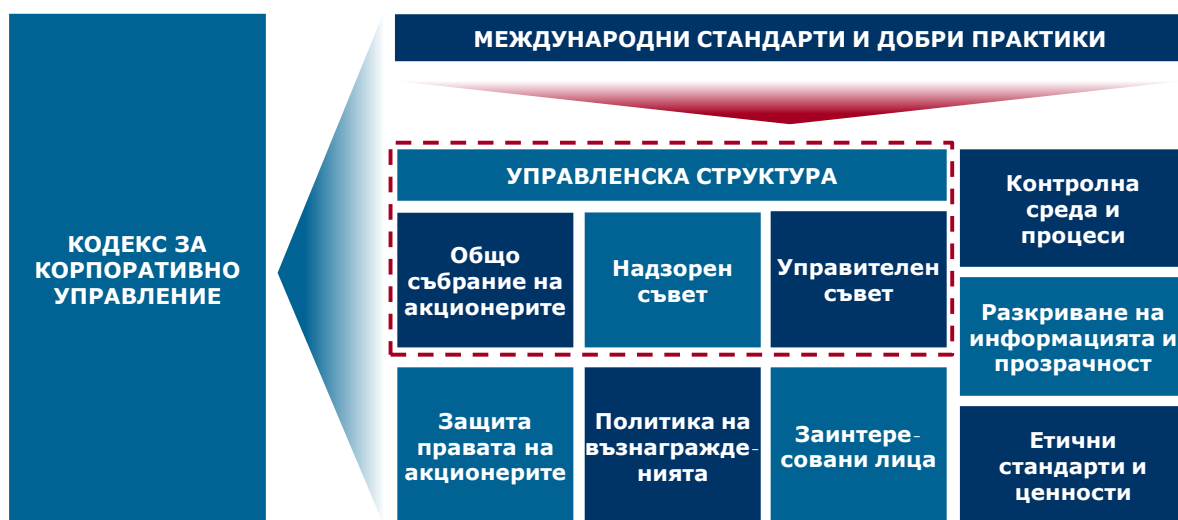 КОДЕКС ЗА
КОРПОРАТИВНО
УПРАВЛЕНИЕ
МЕЖДУНАРОДНИ СТАНДАРТИ И ДОБРИ ПРАКТИКИ
УПРАВЛЕНСКА СТРУКТУРА
Общо
събрание на
акционерите
Надзорен
съвет
Управителен
съвет
Защита
правата на
акционерите
Политика на
възнагражде-
нията
Заинтере-
совани лица
Контролна
среда и
процеси
Разкриване на
информацията и
прозрачност
Етични
стандарти и
ценности